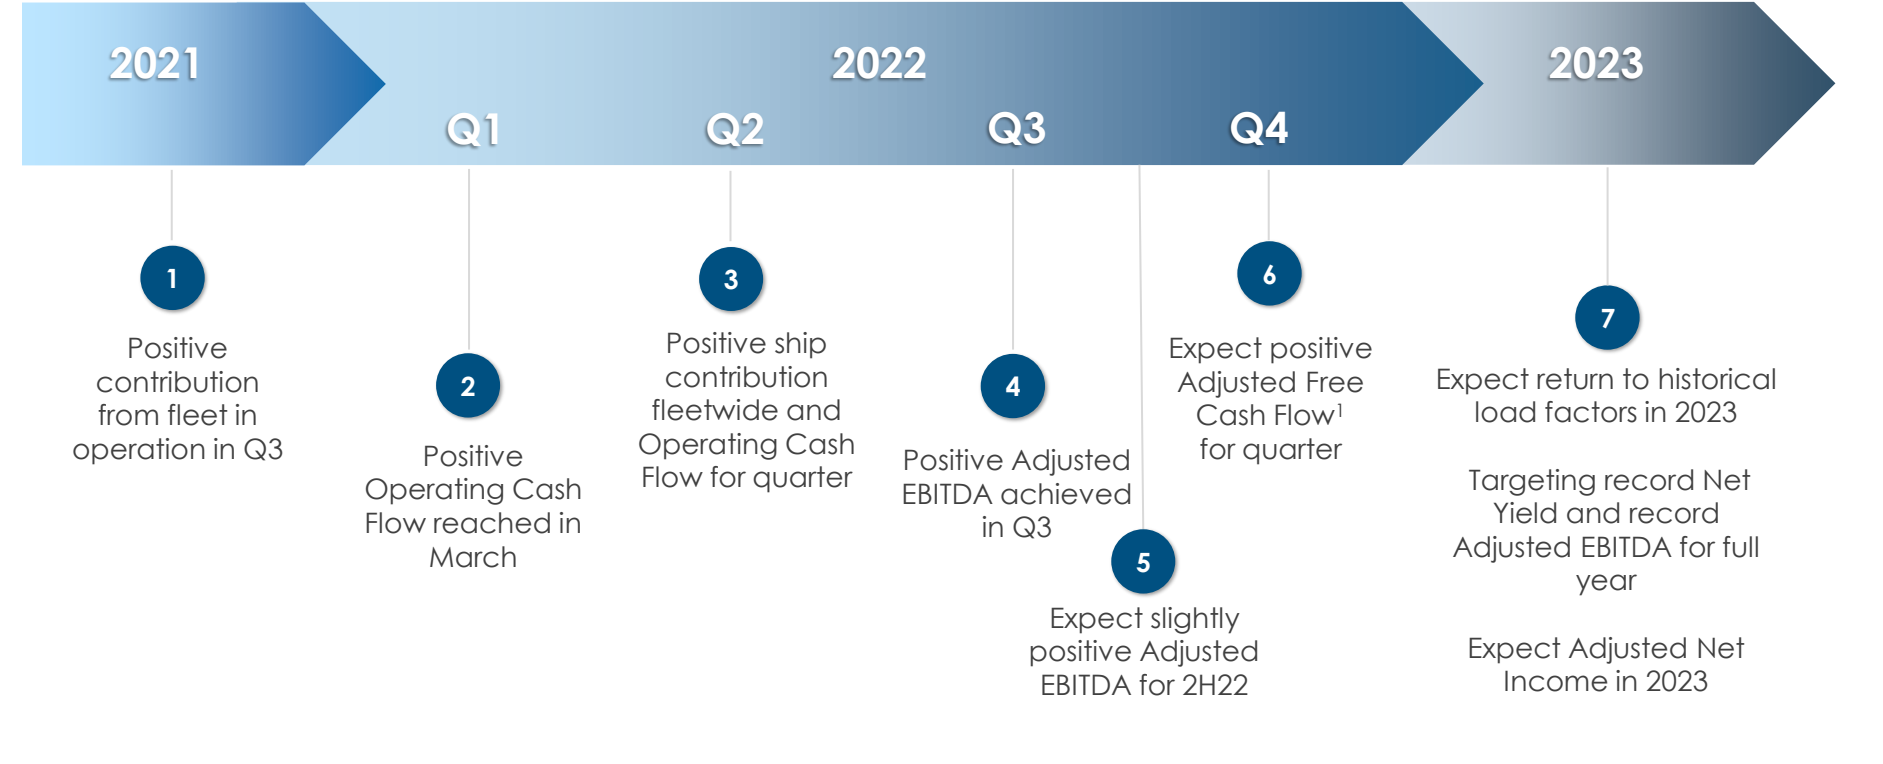 2021
2022
2023
Q1
Q2
Q3
Q4
1
Positive
contribution
from fleet in
operation in Q3
2
Positive
Operating Cash
Flow reached in
March
3
Positive ship
contribution
fleetwide and
Operating Cash
Flow for quarter
4
Positive Adjusted
EBITDA achieved
in Q3
5
Expect slightly
positive Adjusted
EBITDA for 2H22
6
Expect positive
Adjusted Free
Cash Flow¹
for quarter
7
Expect return to historical
load factors in 2023
Targeting record Net
Yield and record
Adjusted EBITDA for full
year
Expect Adjusted Net
Income in 2023